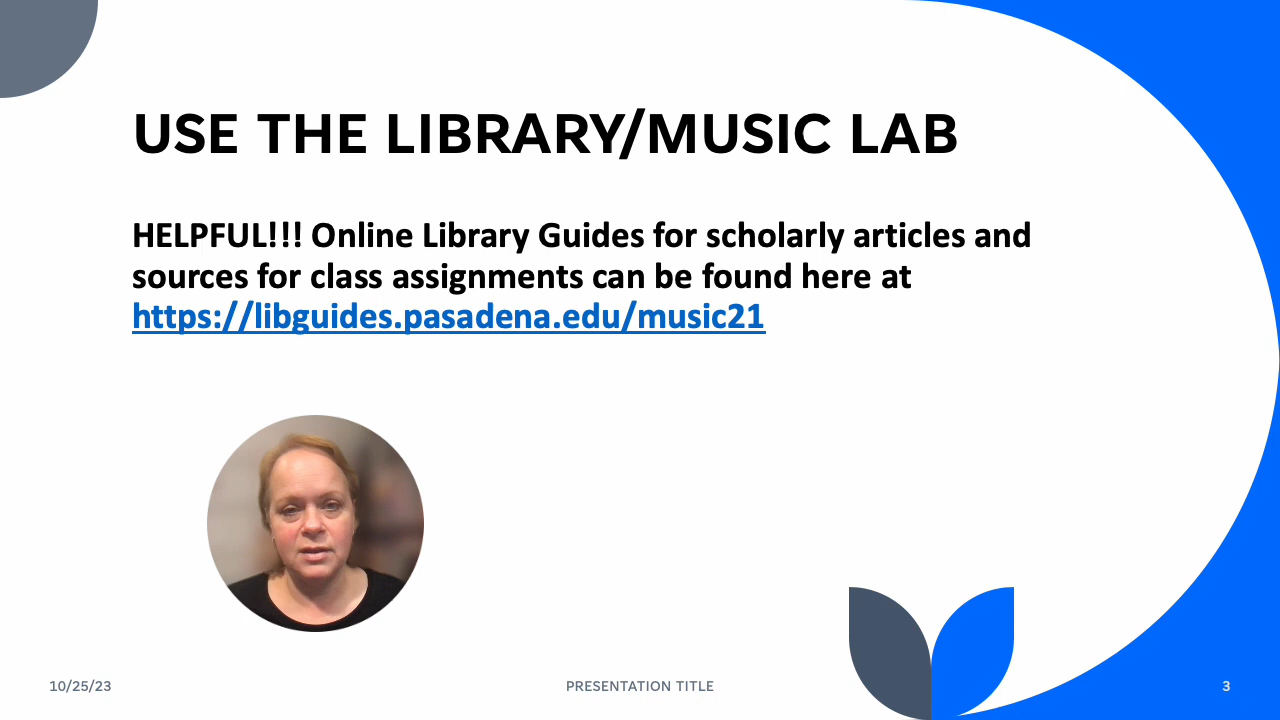 USE THE LIBRARY/MUSIC LAB
HELPFUL!!! Online Library Guides for scholarly articles and
sources for class assignments can be found here at
https://libguides.pasadena.edu/music21
10/25/23
PRESENTATION TITLE
3